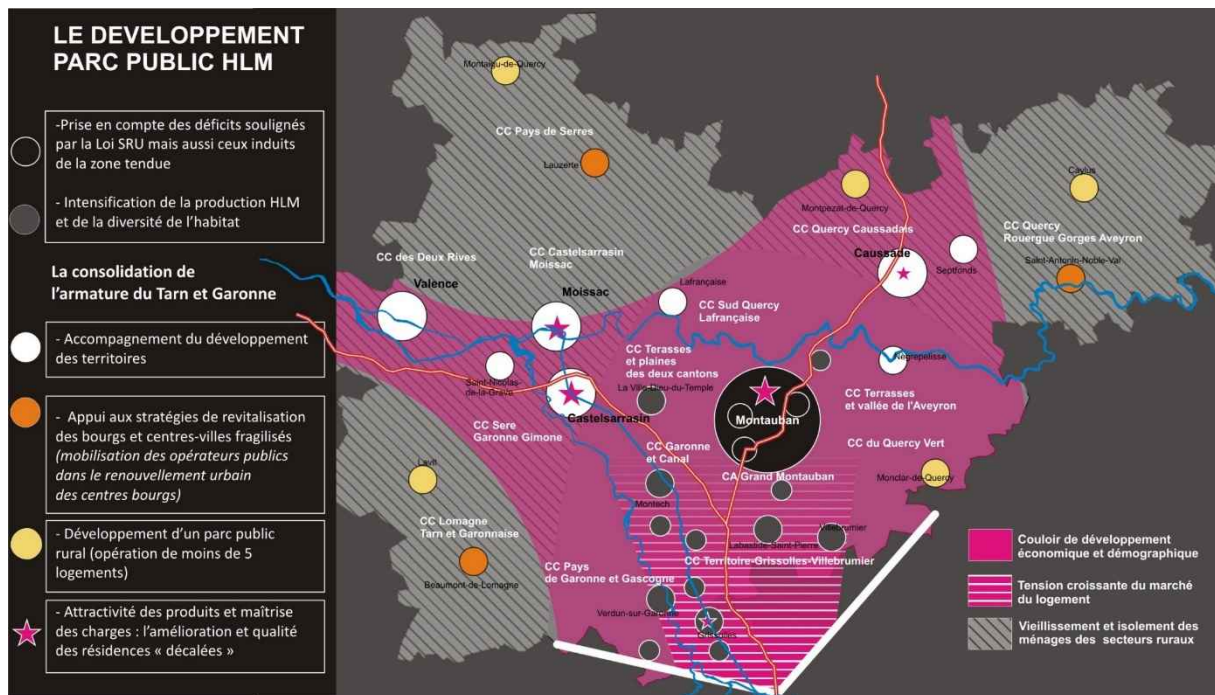 LE DEVELOPPEMENT
PARC PUBLIC HLM
-Prise en compte des déficits soulignés
par la Loi SRU mais aussi ceux induits
de la zone tendue
- Intensification de la production HLM
et de la diversité de l'habitat
La consolidation de
l'armature du Tarn et Garonne
- Accompagnement du développement
des territoires
- Appui aux stratégies de revitalisation
des bourgs et centres-villes fragilisés
(mobilisation des opérateurs publics
dans le renouvellement urbain
des centres bourgs)
- Développement d'un parc public
rural (opération de moins de 5
logements)
- Attractivité des produits et maîtrise
des charges : l'amélioration et qualité
des résidences « décalées »
Montaigu-de-Quercy
CC Pays de Serres
Lauzerte
Montpezat-de-Quercy
Caylus
CC Quercy Caussadais
CC Quercy
Rouergue Gorges Aveyron
Caussade
Septfonds
Saint-Antonin-Noble-Val
CC des Deux Rives
CC Castelsarrasin
Moissac
Valence
Moissac
Lafrançaise
CC Sud Quercy
Lafrançaise
CC Terasses
et plaines
des deux cantons
Négrepelisse
Saint-Nicolas-
de-la-Grave
La Ville-Dieu-du-Temple
CC Terrasses
et vallée de l'Aveyron
Castelsarrasin
Montauban
CC Sere
Garonne Gimone
CC Garonne
et Canal
CC du Quercy Vert
Lavit
CA Grand Montauban
Monclar-de-Quercy
Montech
CC Lomagne
Tarn et Garonnaise
Labastide-Saint-Pierre
Villebrumier
CC Territoire-Grissolles-Villebrumier
Beaumont-de-Lomagne
CC Pays
de Garonne et Gascogne
Verdun-sur-Garonne
Grisolles
Couloir de développement
économique et démographique
Tension croissante du marché
du logement
Vieillissement et isolement des
ménages des secteurs ruraux